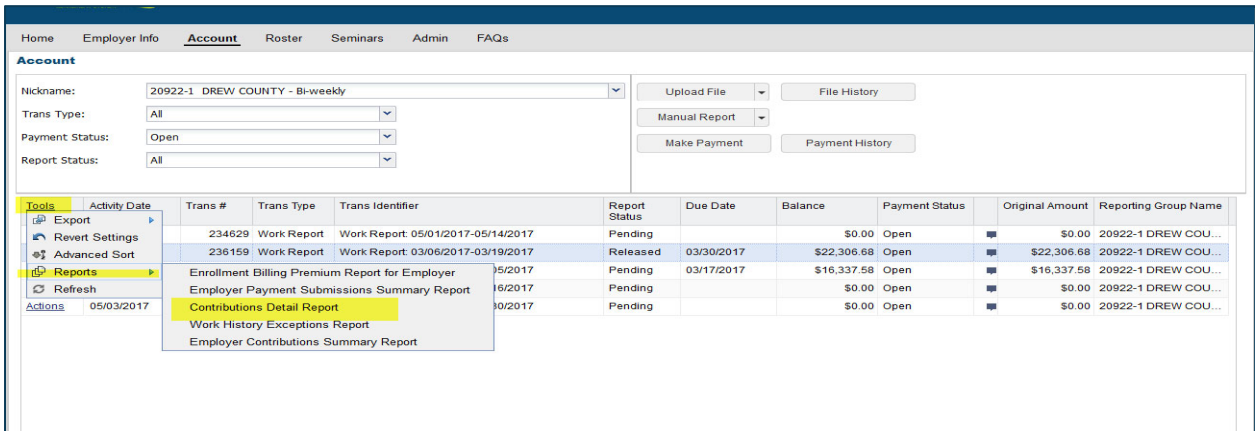 Home Employer Info Account Roster Seminars Admin FAQs
Account
Nickname: 20922-1 DREW COUNTY - Bi-weekly
Trans Type: All
Payment Status: Open
Report Status: All
Upload File File History
Manual Report
Make Payment Payment History
Tools Activity Date Trans # Trans Type Trans Identifier Report Status Due Date Balance Payment Status Original Amount Reporting Group Name
234629 Work Report Work Report: 05/01/2017-05/14/2017 Pending $0.00 Open $0.00 20922-1 DREW COU...
236159 Work Report Work Report: 03/06/2017-03/19/2017 Released 03/30/2017 $22,306.68 Open $22,306.68 20922-1 DREW COU...
05/2017 Pending 03/17/2017 $16,337.58 Open $16,337.58 20922-1 DREW COU...
16/2017 Pending $0.00 Open $0.00 20922-1 DREW COU...
Actions 05/03/2017 30/2017 Pending $0.00 Open $0.00 20922-1 DREW COU...
Export
Revert Settings
Advanced Sort
Reports
Refresh
Enrollment Billing Premium Report for Employer
Employer Payment Submissions Summary Report
Contributions Detail Report
Work History Exceptions Report
Employer Contributions Summary Report